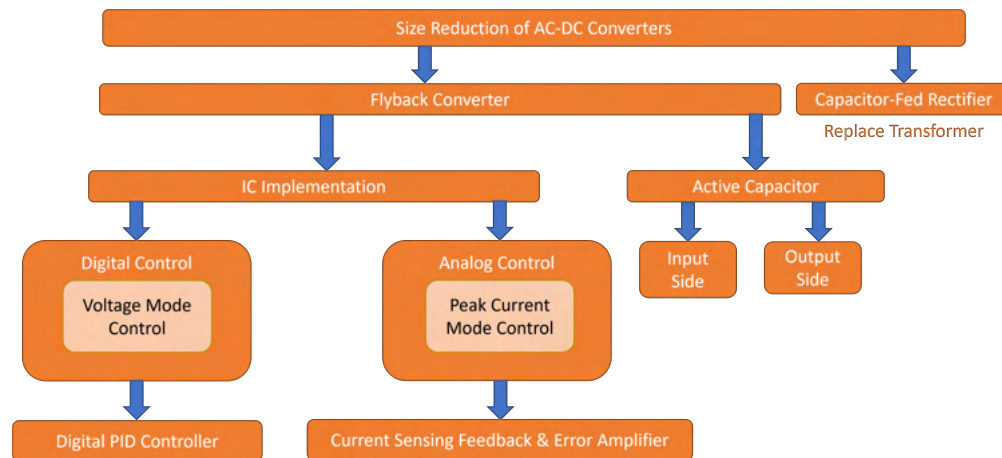 Size Reduction of AC-DC Converters
Flyback Converter
Capacitor-Fed Rectifier
Replace Transformer
IC Implementation
Active Capacitor
Digital Control
Voltage Mode
Control
Analog Control
Peak Current
Mode Control
Input
Side
Output
Side
Digital PID Controller
Current Sensing Feedback & Error Amplifier